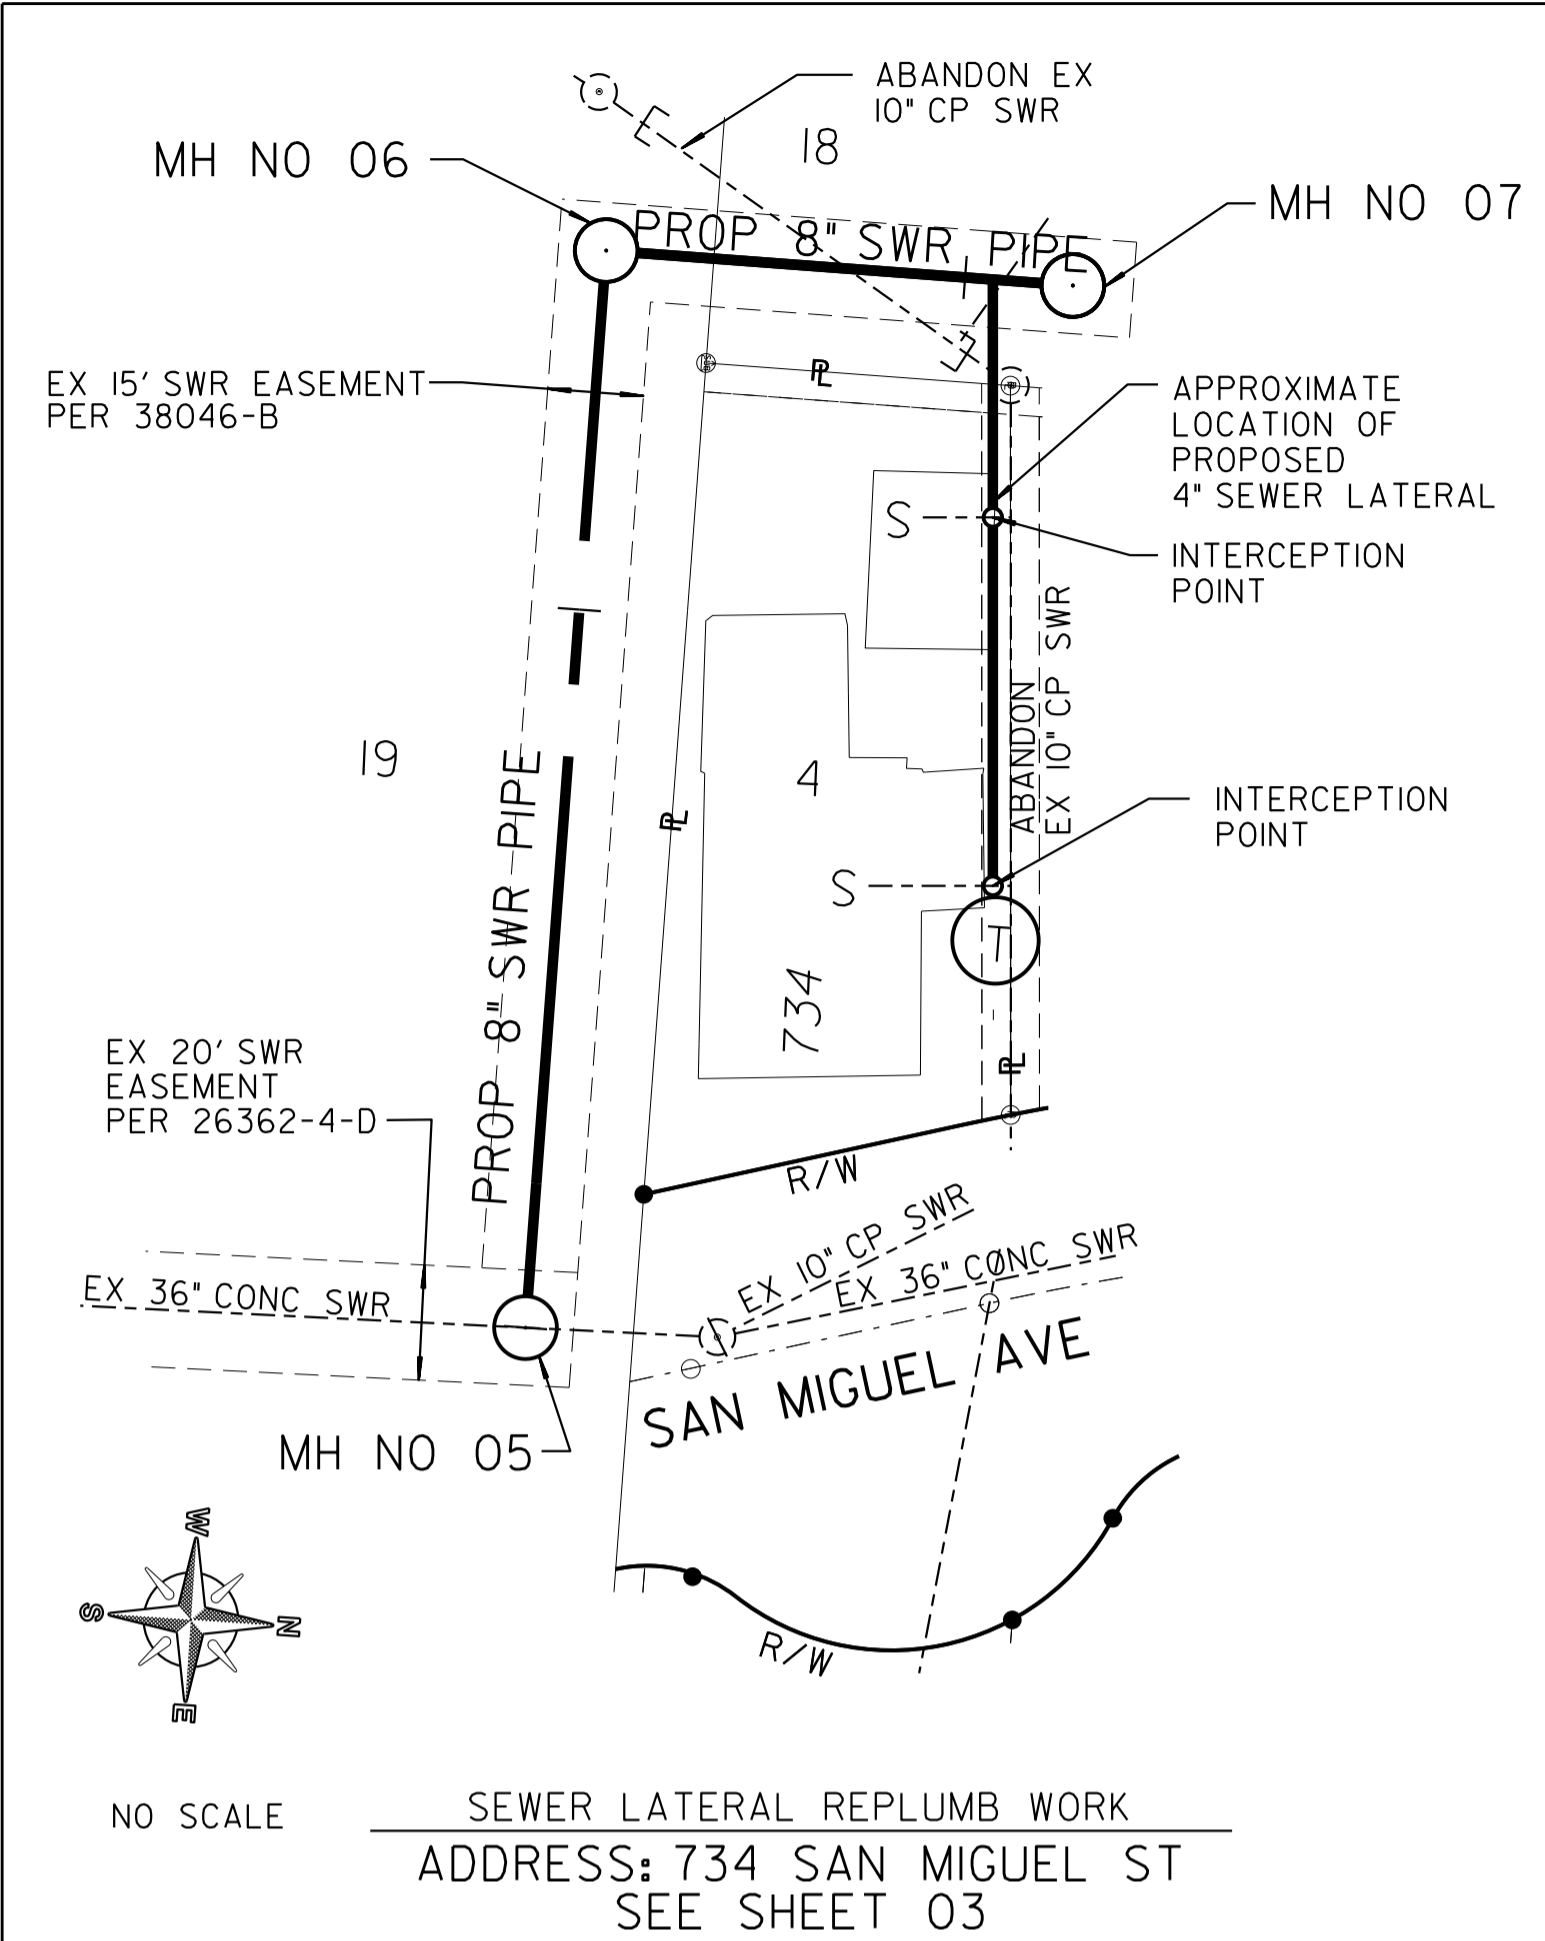 ABANDON EX
10" CP SWR
18
MH NO 06
MH NO 07
PROP 8" SWR PIPE
EX 15' SWR EASEMENT
PER 38046-B
PL
APPROXIMATE
LOCATION OF
PROPOSED
4" SEWER LATERAL
S
INTERCEPTION
POINT
ABANDON
EX 10" CP SWR
19
4
PL
PROP 8" SWR PIPE
INTERCEPTION
POINT
S
T
734
PL
EX 20' SWR
EASEMENT
PER 26362-4-D
R/W
EX 10" CP SWR
EX 36" CONC SWR
EX 36" CONC SWR
SAN MIGUEL AVE
MH NO 05
W
S
N
E
R/W
NO SCALE
SEWER LATERAL REPLUMB WORK
ADDRESS: 734 SAN MIGUEL ST
SEE SHEET 03